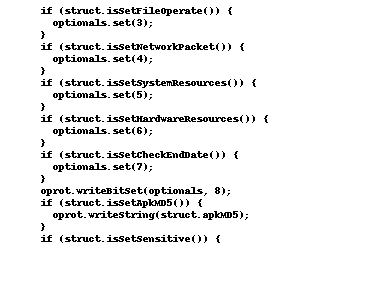 if (struct.isSetFileOperate()) {
  optionals.set(3);
}
if (struct.isSetNetworkPacket()) {
  optionals.set(4);
}
if (struct.isSetSystemResources()) {
  optionals.set(5);
}
if (struct.isSetHardwareResources()) {
  optionals.set(6);
}
if (struct.isSetCheckEndDate()) {
  optionals.set(7);
}
oprot.writeBitSet(optionals, 8);
if (struct.isSetApkMD5()) {
  oprot.writeString(struct.apkMD5);
}
if (struct.isSetSensitive()) {